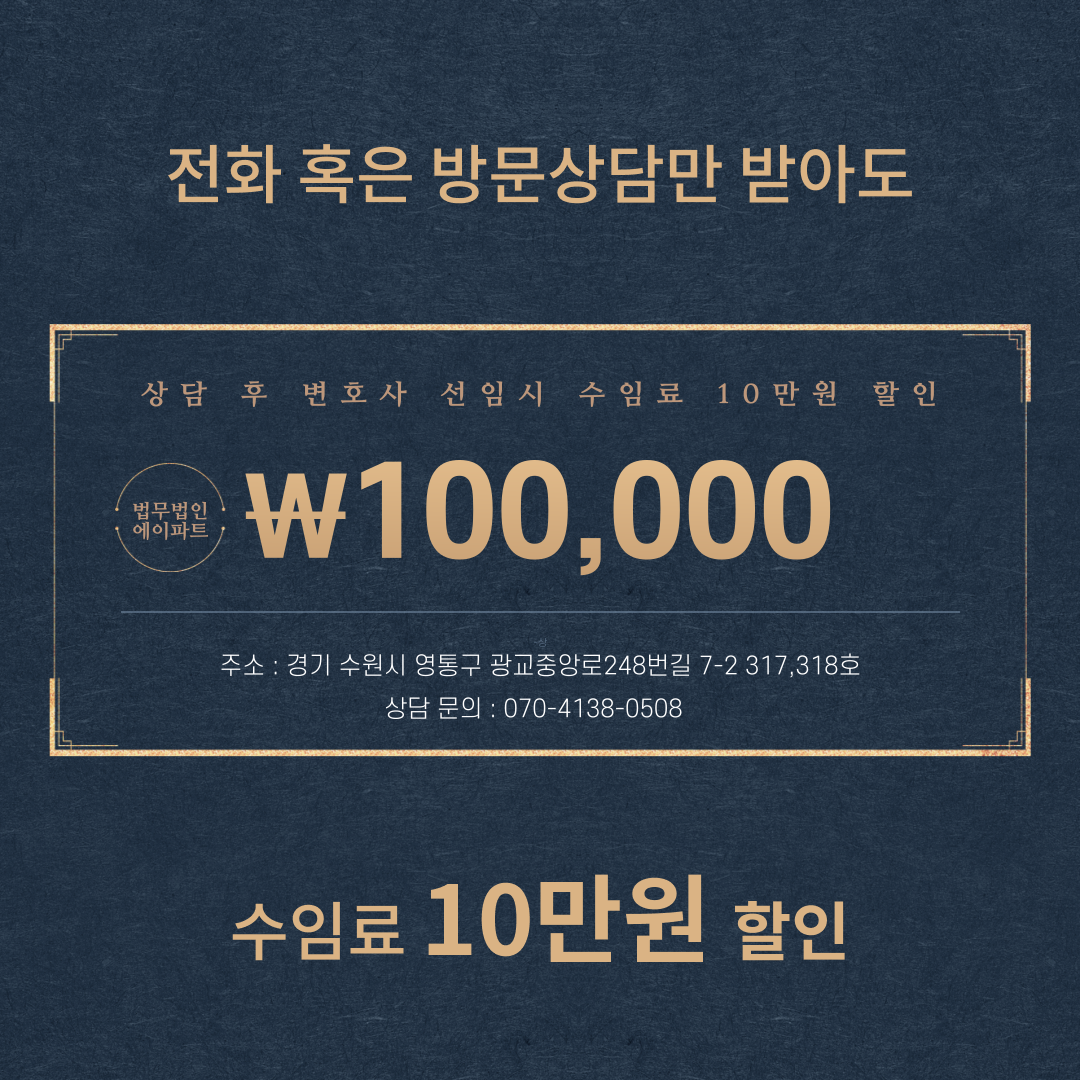 전화 혹은 방문상담만 받아도
상담 후 변호사 선임시 수임료 10만원 할인
법무법인
에이파트
₩100,000
주소 : 경기 수원시 영통구 광교중앙로248번길 7-2 317,318호
상담 문의 : 070-4138-0508
수임료 10만원 할인